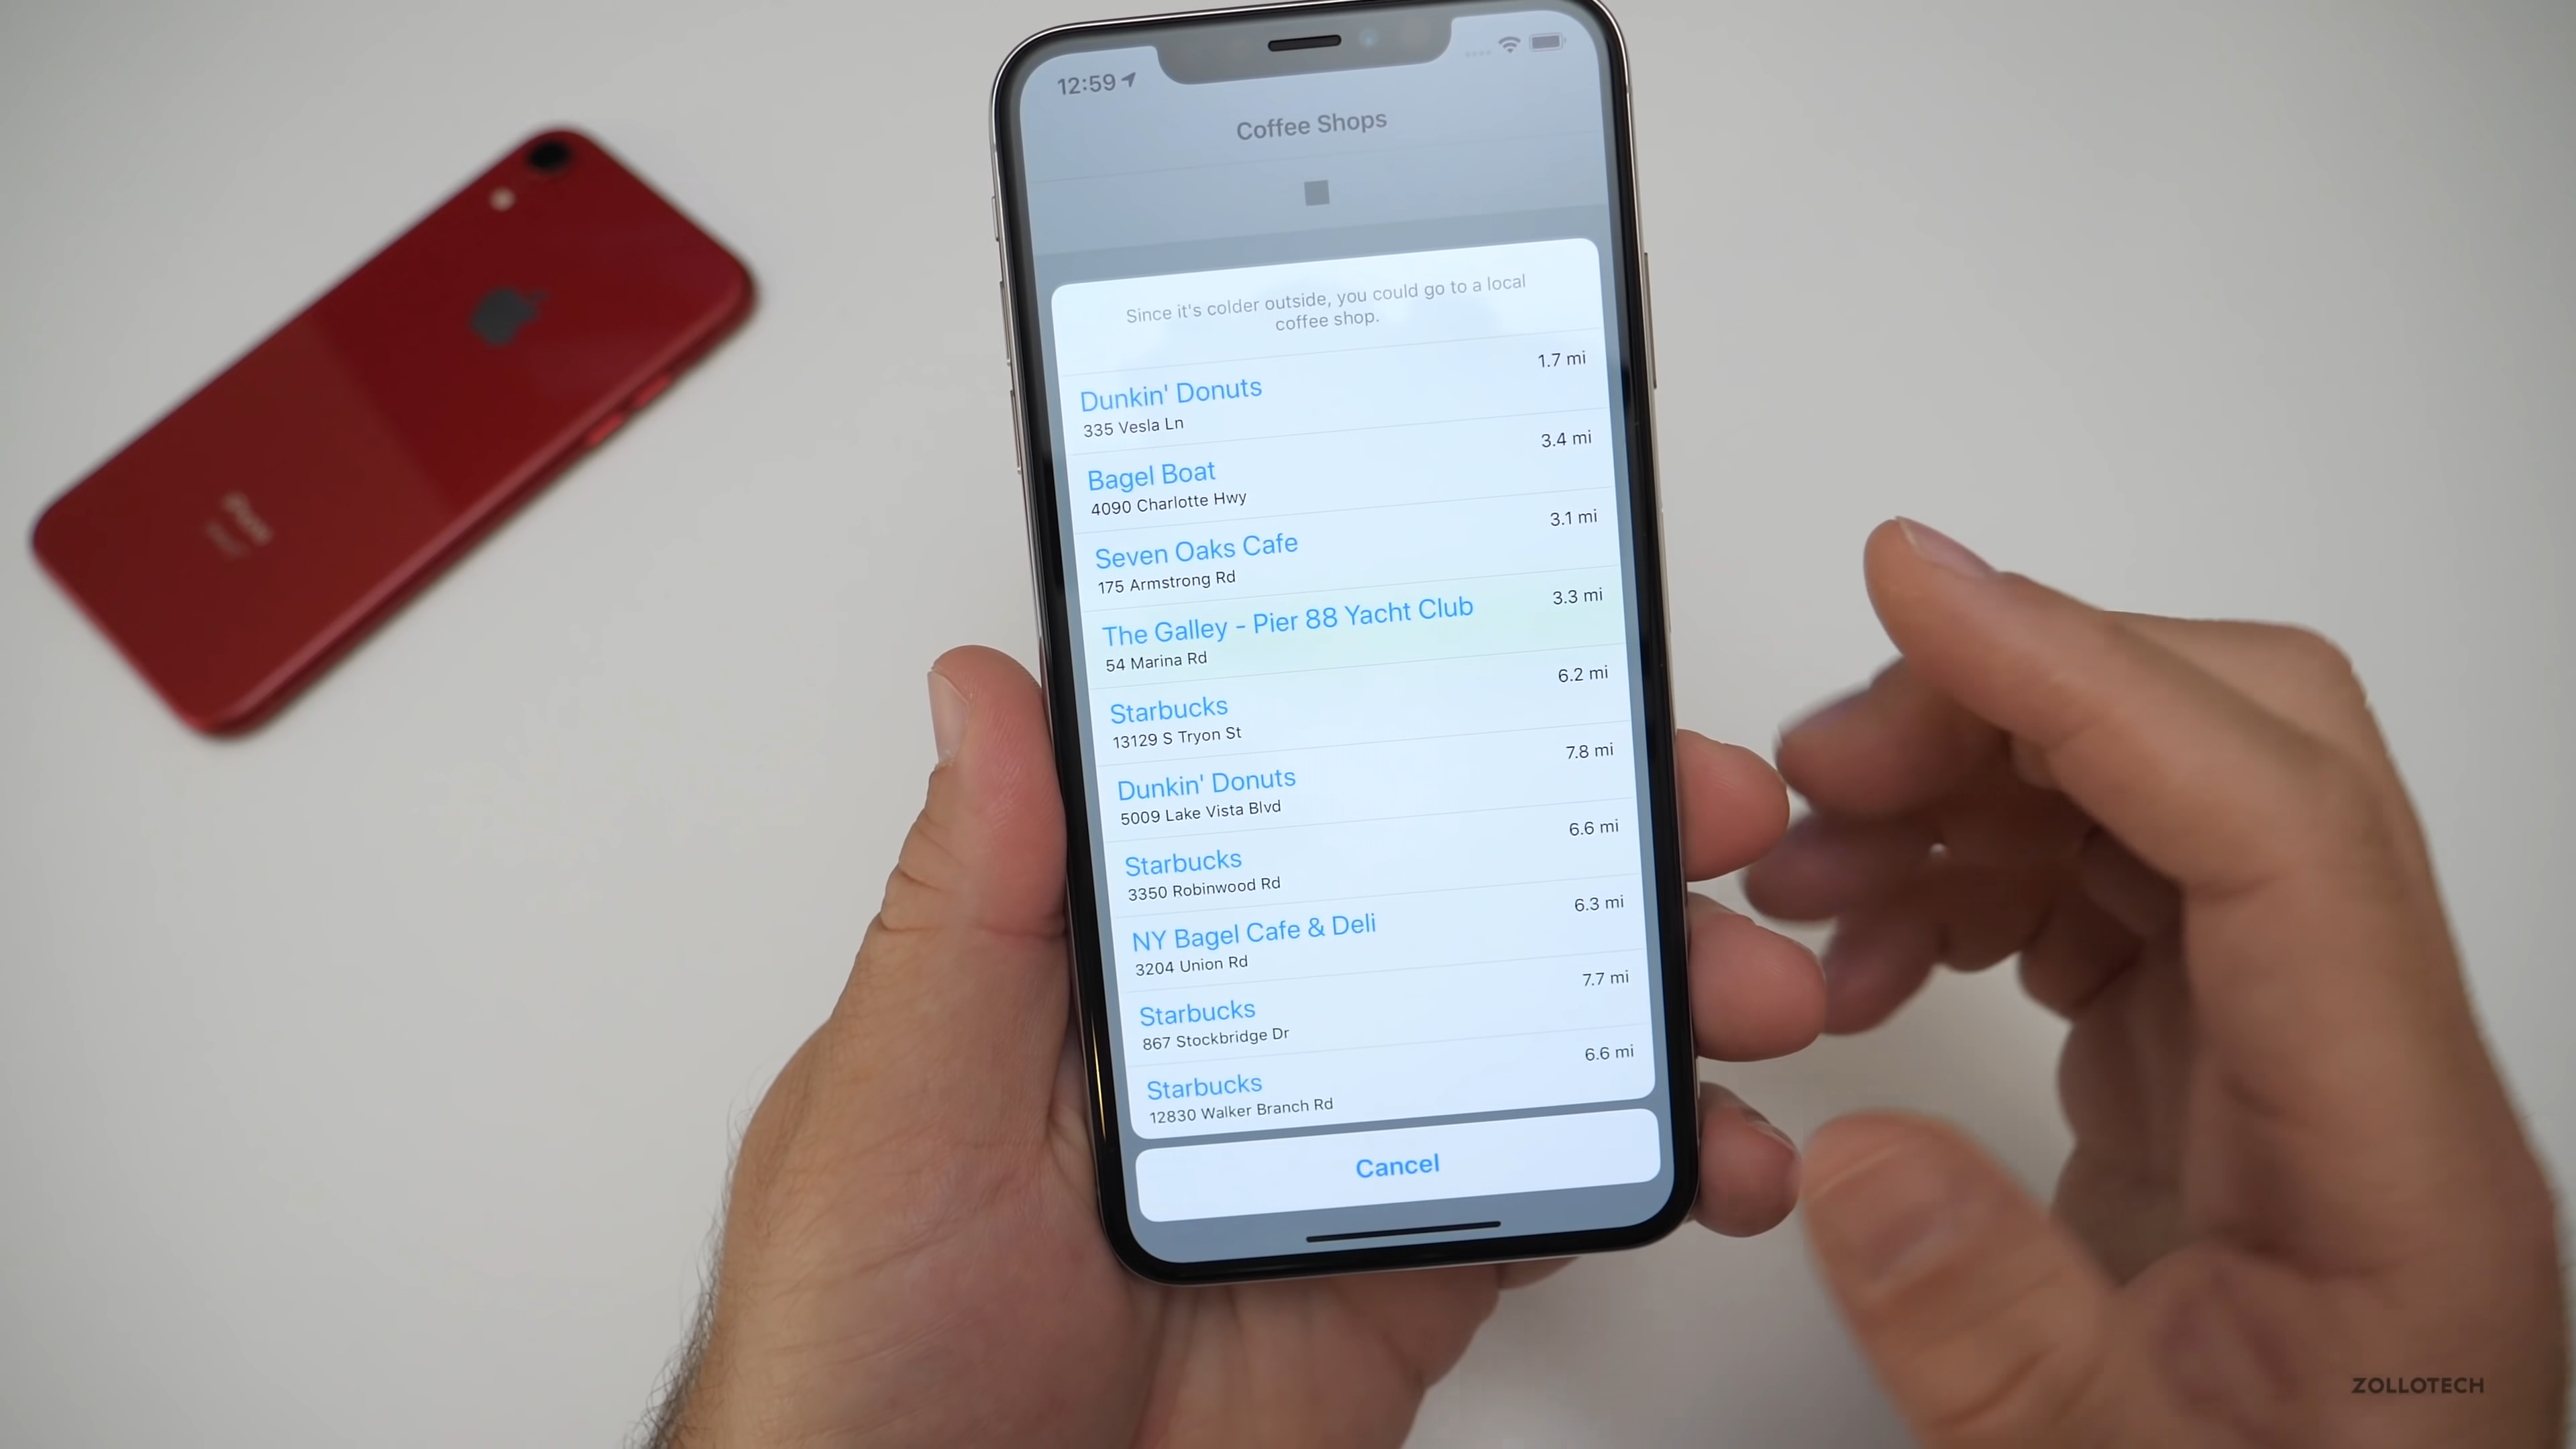 12:59
Coffee Shops
Since it's colder outside, you could go to a local
coffee shop.
Dunkin' Donuts 1.7 mi
335 Vesla Ln
Bagel Boat 3.4 mi
4090 Charlotte Hwy
Seven Oaks Cafe 3.1 mi
175 Armstrong Rd
The Galley - Pier 88 Yacht Club 3.3 mi
54 Marina Rd
Starbucks 6.2 mi
13129 S Tryon St
Dunkin' Donuts 7.8 mi
5009 Lake Vista Blvd
Starbucks 6.6 mi
3350 Robinwood Rd
NY Bagel Cafe & Deli 6.3 mi
3204 Union Rd
Starbucks 7.7 mi
867 Stockbridge Dr
Starbucks 6.6 mi
12830 Walker Branch Rd
Cancel
iPhone
ZOLLOTECH